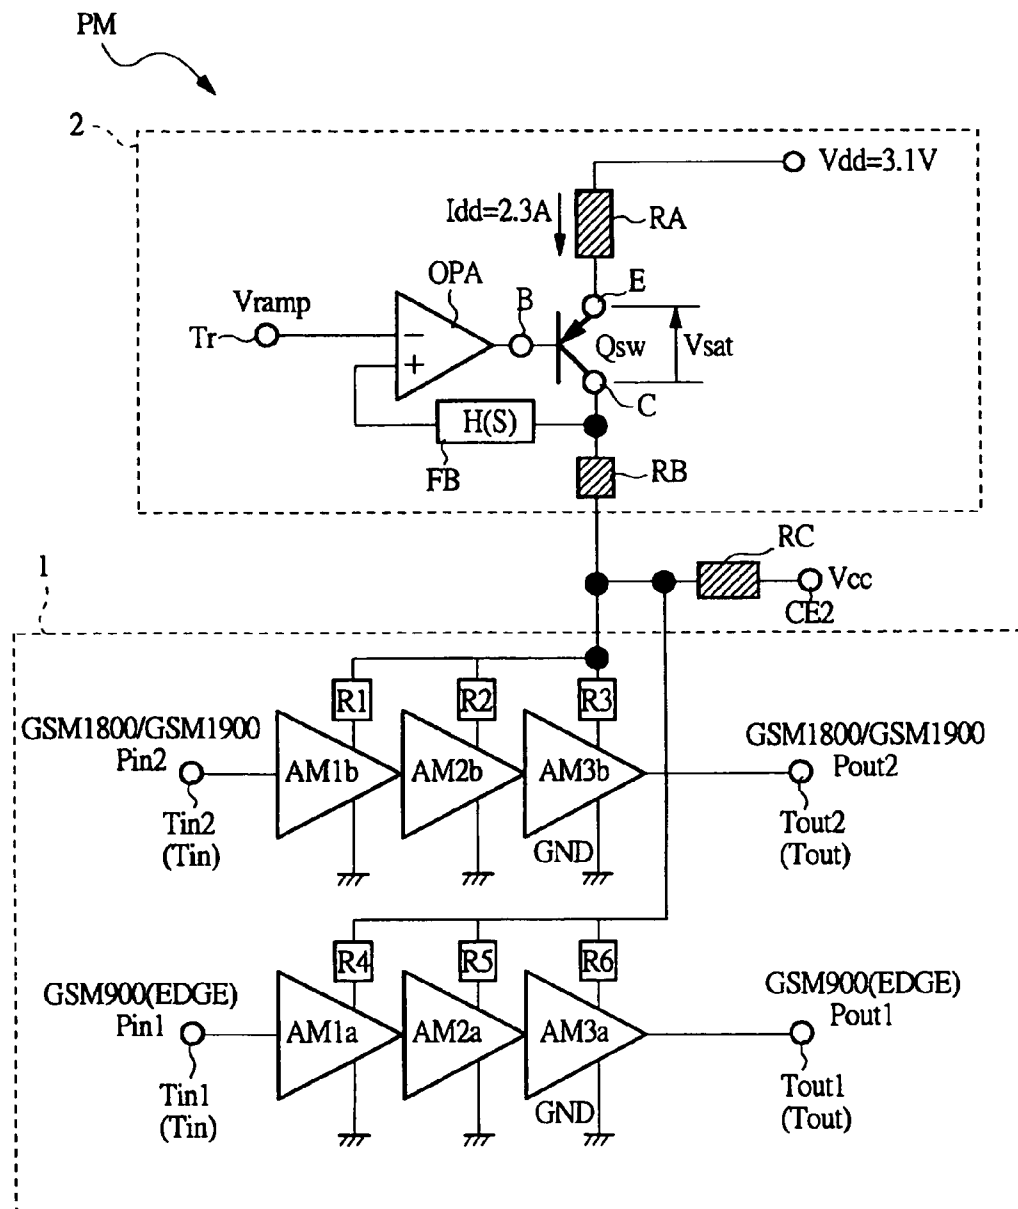 PM
2
Vdd=3.1V
Idd=2.3A
RA
OPA
Vramp
B
E
Tr
−
Qsw
Vsat
+
H(S)
C
FB
RB
RC
1
Vcc
CE2
R1
R2
R3
GSM1800/GSM1900
Pin2
GSM1800/GSM1900
Pout2
AM1b
AM2b
AM3b
Tin2
(Tin)
GND
Tout2
(Tout)
R4
R5
R6
GSM900(EDGE)
Pin1
GSM900(EDGE)
Pout1
AM1a
AM2a
AM3a
Tin1
(Tin)
GND
Tout1
(Tout)